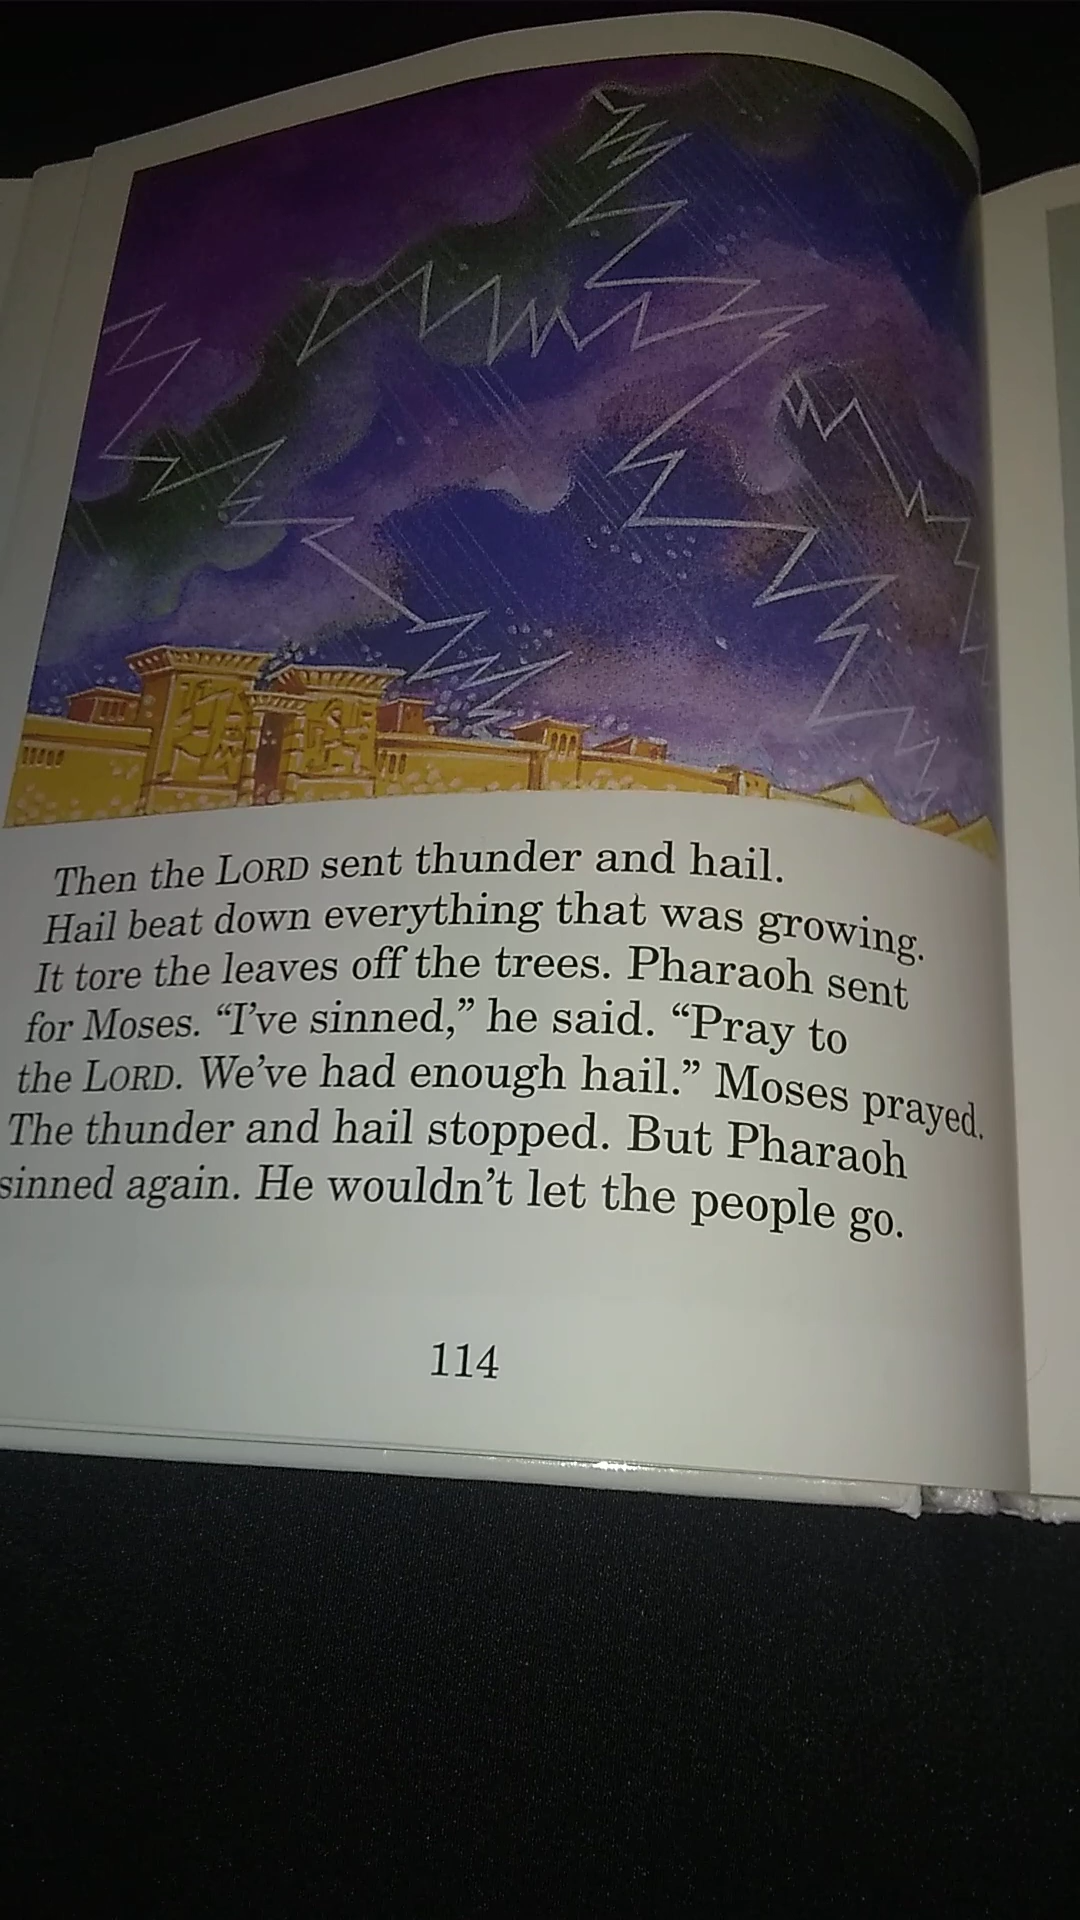 Then the LORD sent thunder and hail.
Hail beat down everything that was growing.
It tore the leaves off the trees. Pharaoh sent
for Moses. “I’ve sinned,” he said. “Pray to
the LORD. We’ve had enough hail.” Moses prayed.
The thunder and hail stopped. But Pharaoh
sinned again. He wouldn’t let the people go.
114